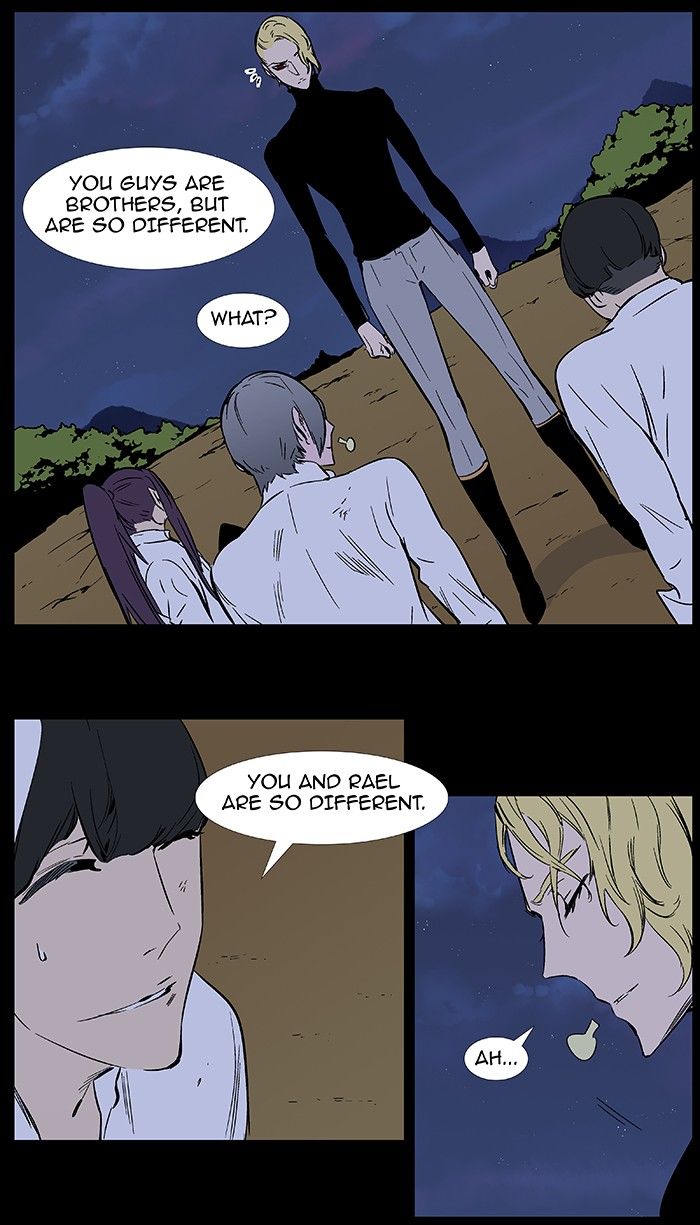 YOU GUYS ARE
BROTHERS, BUT
ARE SO DIFFERENT.
WHAT?
YOU AND RAEL
ARE SO DIFFERENT.
AH...